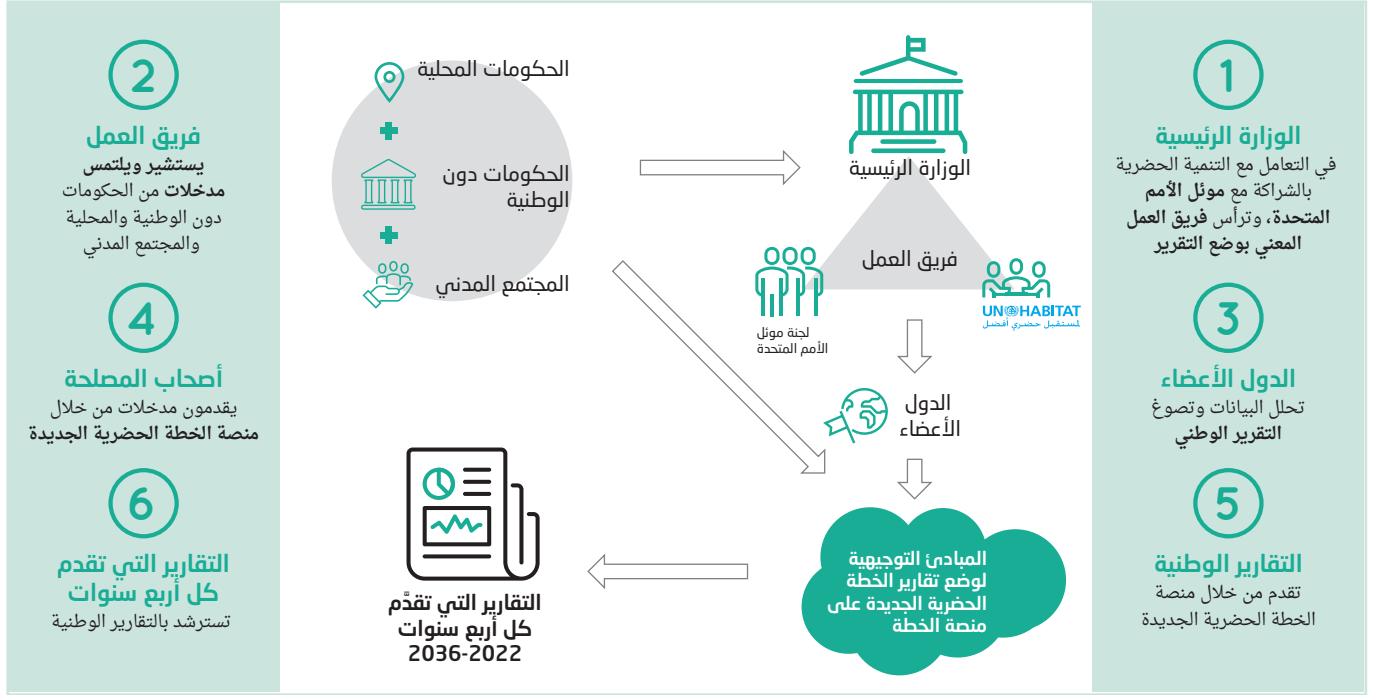 1
الوزارة الرئيسية
في التعامل مع التنمية الحضرية
بالشراكة مع موئل الأمم
المتحدة، وترأس فريق العمل
المعني بوضع التقرير
3
الدول الأعضاء
تحلل البيانات وتصوغ
التقرير الوطني
5
التقارير الوطنية
تقدم من خلال منصة
الخطة الحضرية الجديدة
الوزارة الرئيسية
فريق العمل
UN HABITAT
لمستقبل حضري أفضل
لجنة موئل
الأمم المتحدة
الدول
الأعضاء
المبادئ التوجيهية
لوضع تقارير الخطة
الحضرية الجديدة على
منصة الخطة
الحكومات المحلية
الحكومات دون
الوطنية
المجتمع المدني
التقارير التي تقدَّم
كل أربع سنوات
2036-2022
2
فريق العمل
يستشير ويلتمس
مدخلات من الحكومات
دون الوطنية والمحلية
والمجتمع المدني
4
أصحاب المصلحة
يقدمون مدخلات من خلال
منصة الخطة الحضرية الجديدة
6
التقارير التي تقدم
كل أربع سنوات
تسترشد بالتقارير الوطنية